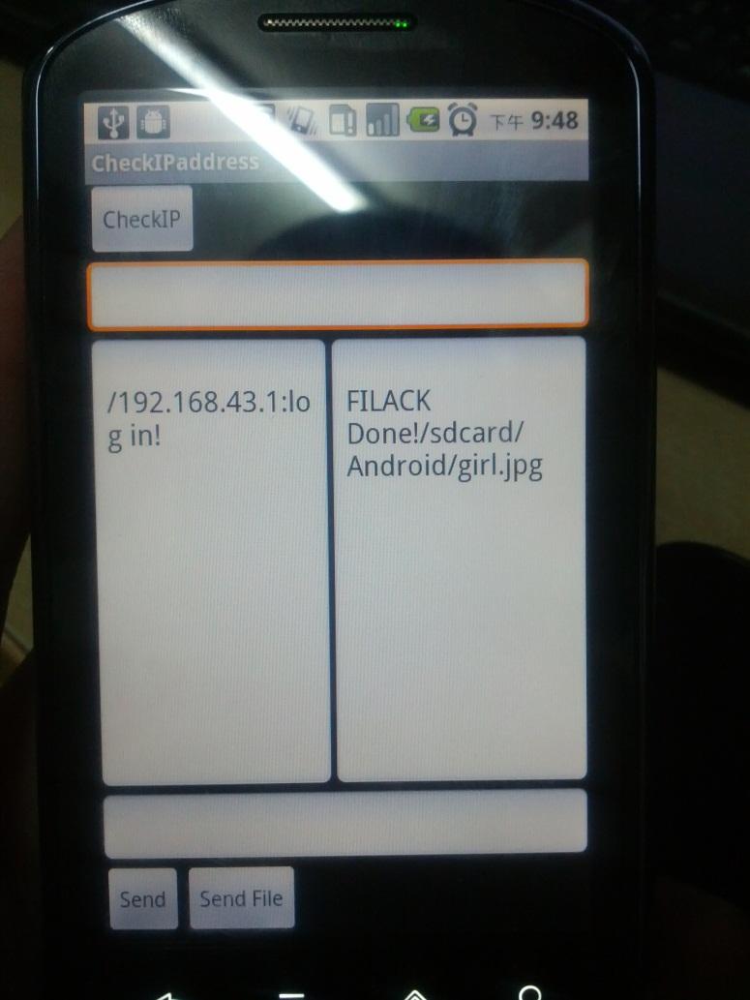 下午 9:48
CheckIPaddress
CheckIP
/192.168.43.1:lo
g in!
FILACK
Done!/sdcard/
Android/girl.jpg
Send
Send File